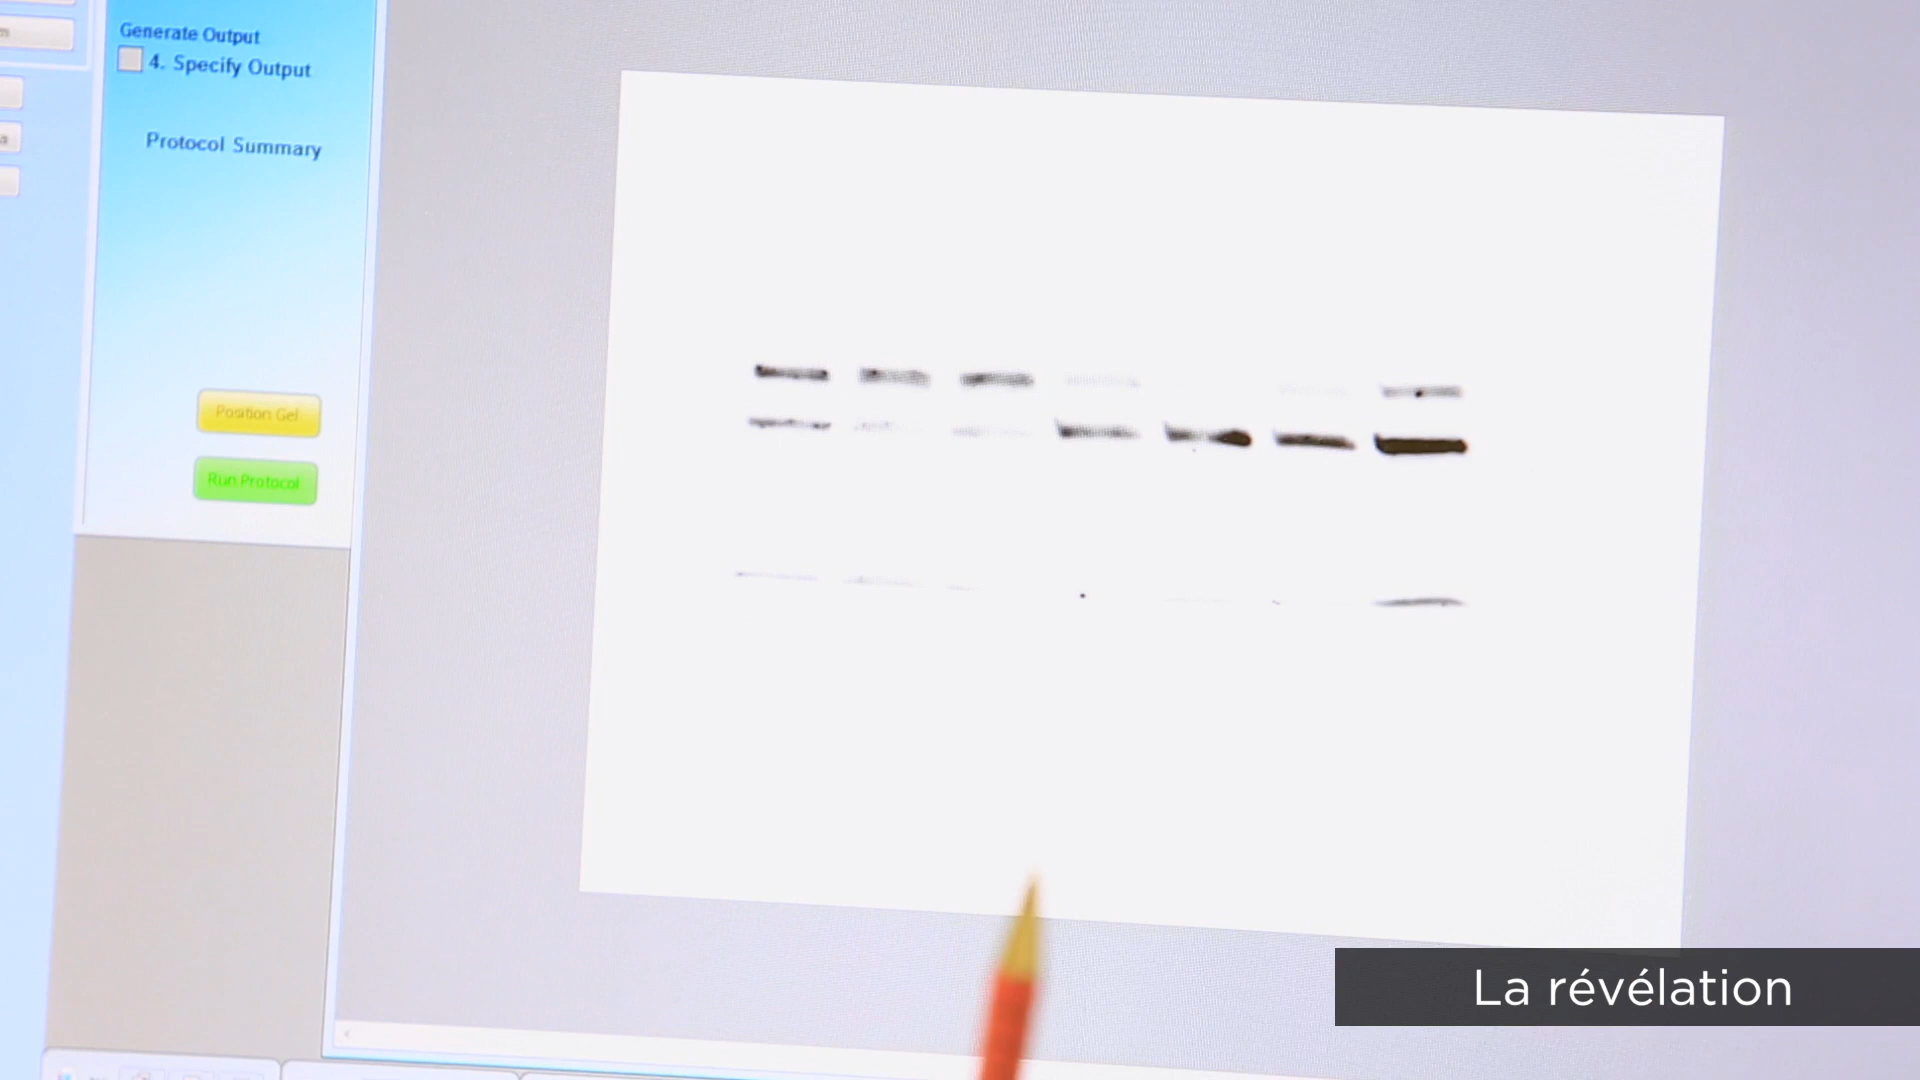 Generate Output
4. Specify Output
Protocol Summary
Position Gel
Run Protocol
La révélation